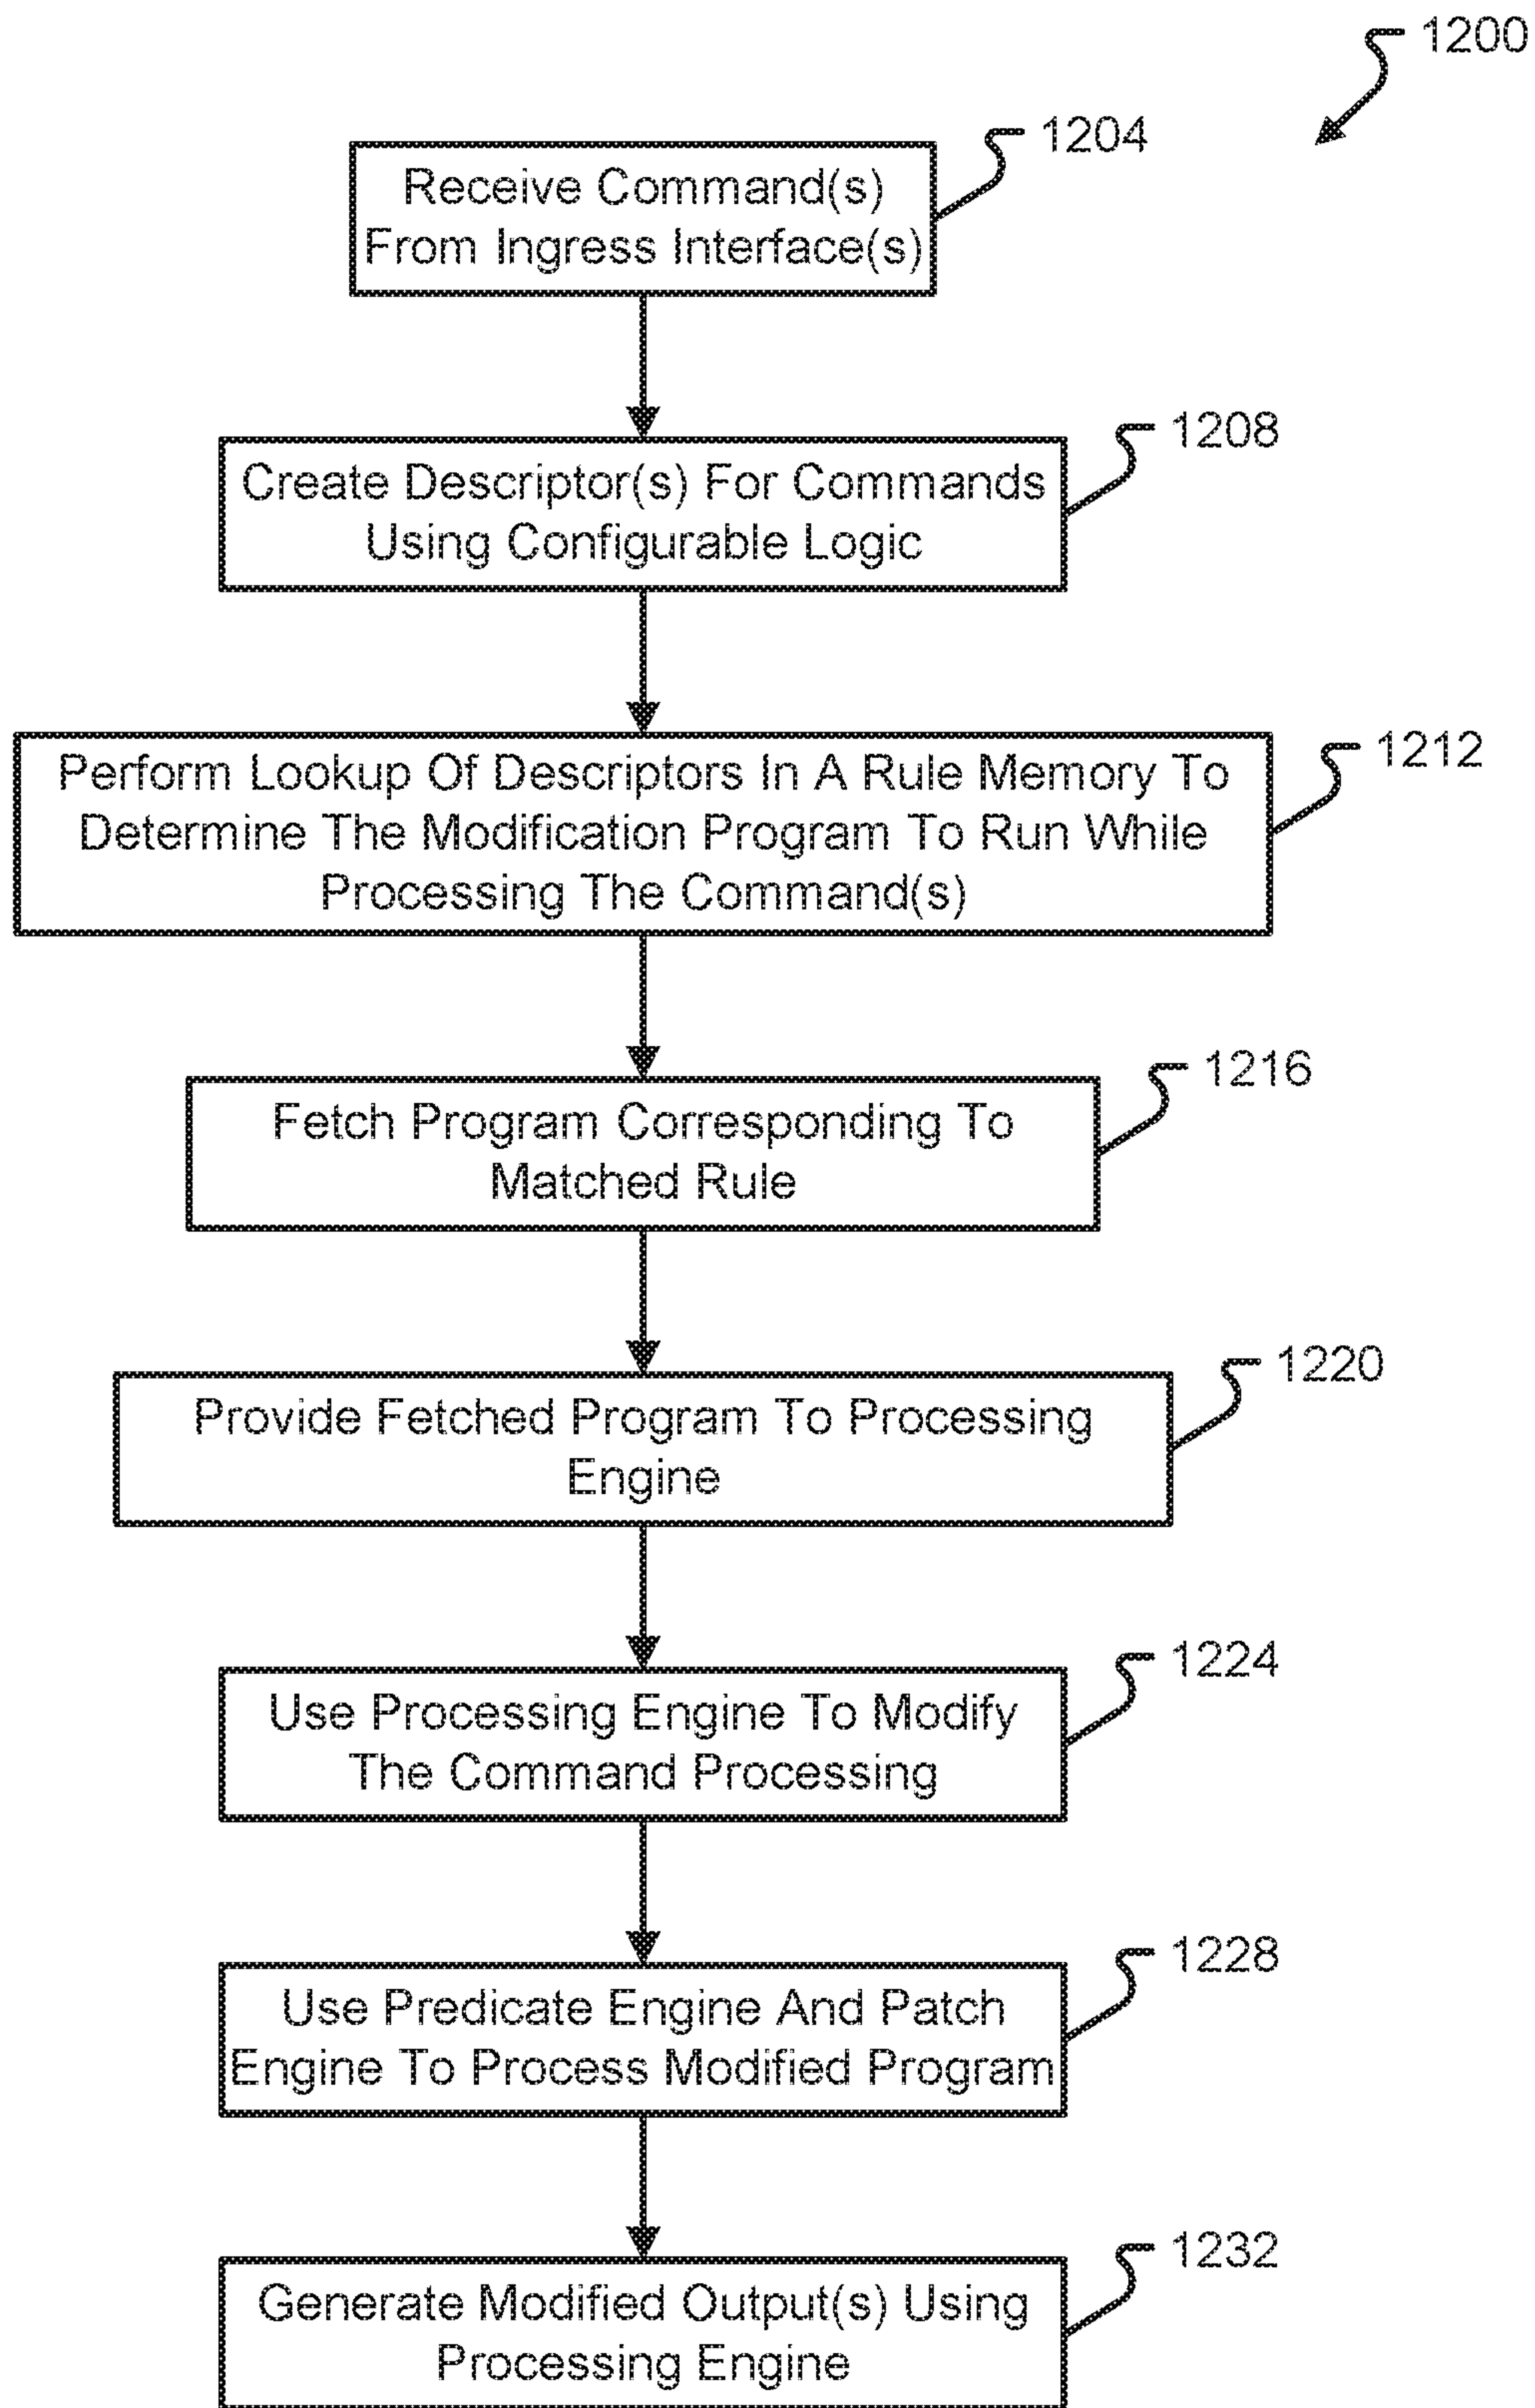 1200
1204
Receive Command(s)
From Ingress Interface(s)
1208
Create Descriptor(s) For Commands
Using Configurable Logic
1212
Perform Lookup Of Descriptors In A Rule Memory To
Determine The Modification Program To Run While
Processing The Command(s)
1216
Fetch Program Corresponding To
Matched Rule
1220
Provide Fetched Program To Processing
Engine
1224
Use Processing Engine To Modify
The Command Processing
1228
Use Predicate Engine And Patch
Engine To Process Modified Program
1232
Generate Modified Output(s) Using
Processing Engine